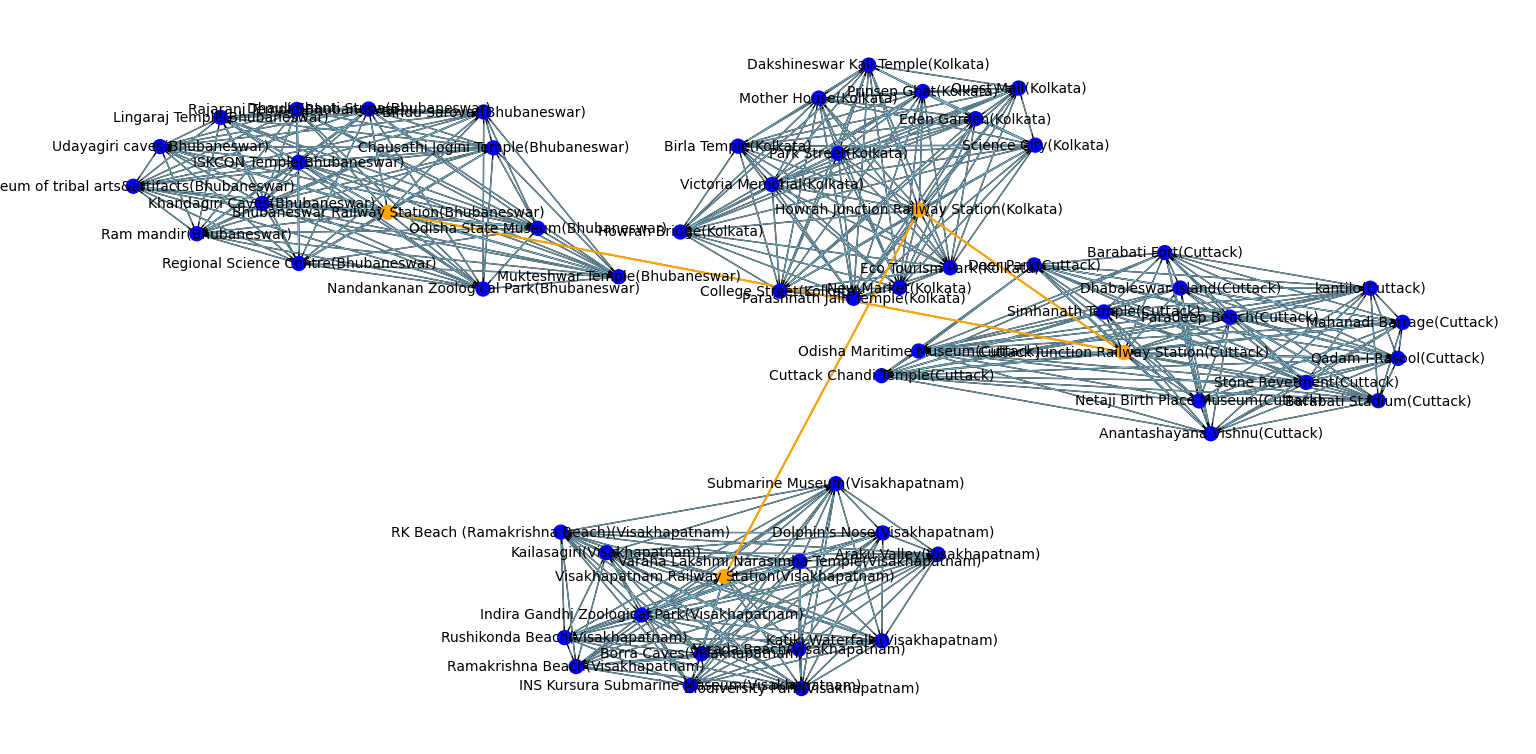 Dakshineswar Kali Temple(Kolkata)
Mother House(Kolkata)
Prinsep Ghat(Kolkata)
Quest Mall(Kolkata)
Eden Garden(Kolkata)
Birla Temple(Kolkata)
Park Street(Kolkata)
Science City(Kolkata)
Victoria Memorial(Kolkata)
Howrah Junction Railway Station(Kolkata)
Howrah Bridge(Kolkata)
Eco Tourism Park(Kolkata)
College Street(Kolkata)
New Market(Kolkata)
Parashnath Jain Temple(Kolkata)
Bindu Sarovar(Bhubaneswar)
Lingaraj Temple(Bhubaneswar)
Udayagiri caves(Bhubaneswar)
Chausathi Jogini Temple(Bhubaneswar)
ISKCON Temple(Bhubaneswar)
eum of tribal arts&artifacts(Bhubaneswar)
Khandagiri Caves(Bhubaneswar)
Bhubaneswar Railway Station(Bhubaneswar)
Odisha State Museum(Bhubaneswar)
Ram mandir(Bhubaneswar)
Regional Science Centre(Bhubaneswar)
Mukteshwar Temple(Bhubaneswar)
Nandankanan Zoological Park(Bhubaneswar)
Barabati Fort(Cuttack)
Deer Park(Cuttack)
Dhabaleswar Island(Cuttack)
kantilo(Cuttack)
Simhanath Temple(Cuttack)
Paradeep Beach(Cuttack)
Mahanadi Barrage(Cuttack)
Odisha Maritime Museum(Cuttack)
Cuttack Junction Railway Station(Cuttack)
Qadam-I-Rasool(Cuttack)
Cuttack Chandi Temple(Cuttack)
Stone Revetment(Cuttack)
Netaji Birth Place Museum(Cuttack)
Barabati Stadium(Cuttack)
Anantashayana Vishnu(Cuttack)
Submarine Museum(Visakhapatnam)
RK Beach (Ramakrishna Beach)(Visakhapatnam)
Dolphin's Nose(Visakhapatnam)
Kailasagiri(Visakhapatnam)
Araku Valley(Visakhapatnam)
Varaha Lakshmi Narasimha Temple(Visakhapatnam)
Visakhapatnam Railway Station(Visakhapatnam)
Indira Gandhi Zoological Park(Visakhapatnam)
Rushikonda Beach(Visakhapatnam)
Katiki Waterfalls(Visakhapatnam)
Yarada Beach(Visakhapatnam)
Borra Caves(Visakhapatnam)
Ramakrishna Beach(Visakhapatnam)
INS Kursura Submarine Museum(Visakhapatnam)
Biodiversity Park(Visakhapatnam)